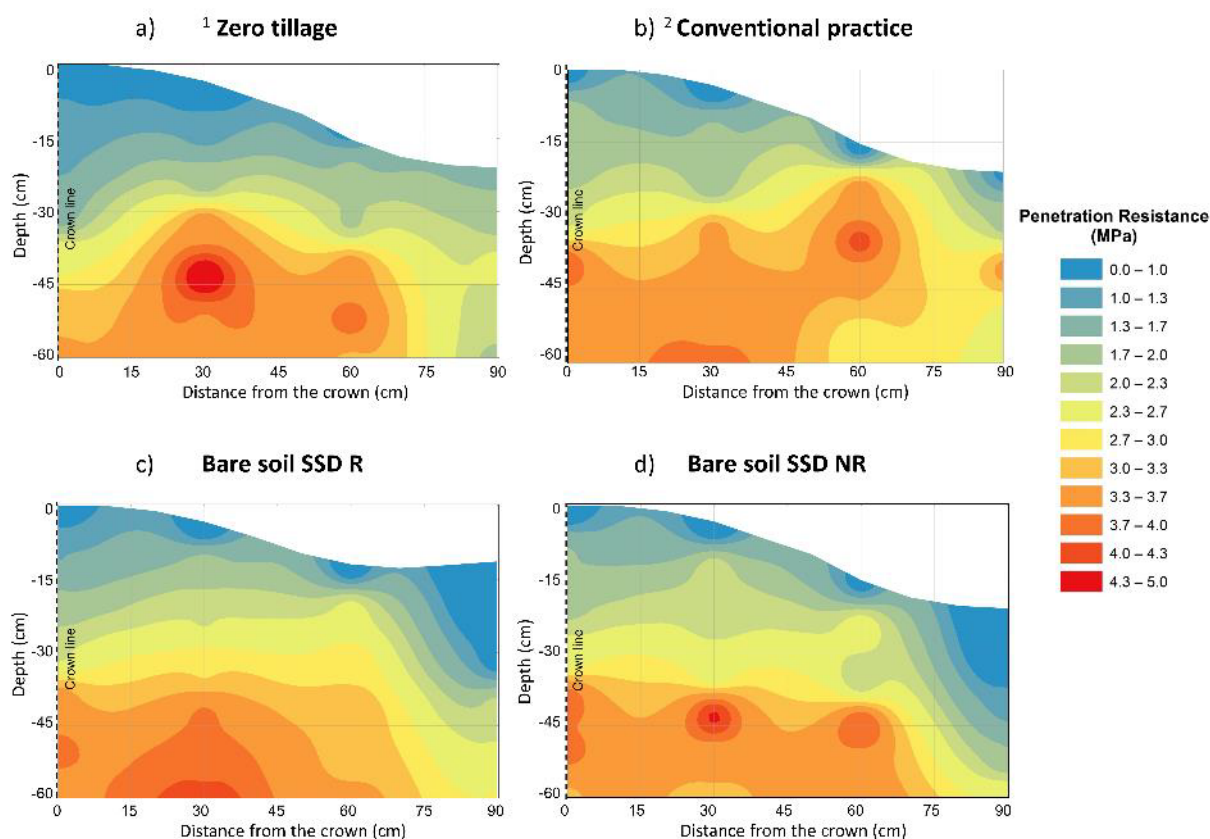 a) ¹ Zero tillage
b) ² Conventional practice
0
-15
-30
-45
-60
Depth (cm)
Crown line
0 15 30 45 60 75 90
Distance from the crown (cm)
0
-15
-30
-45
-60
Depth (cm)
Crown line
0 15 30 45 60 75 90
Distance from the crown (cm)
Penetration Resistance
(MPa)
0.0 – 1.0
1.0 – 1.3
1.3 – 1.7
1.7 – 2.0
2.0 – 2.3
2.3 – 2.7
2.7 – 3.0
3.0 – 3.3
3.3 – 3.7
3.7 – 4.0
4.0 – 4.3
4.3 – 5.0
c) Bare soil SSD R
d) Bare soil SSD NR
0
-15
-30
-45
-60
Depth (cm)
Crown line
0 15 30 45 60 75 90
Distance from the crown (cm)
0
-15
-30
-45
-60
Depth (cm)
Crown line
0 15 30 45 60 75 90
Distance from the crown (cm)